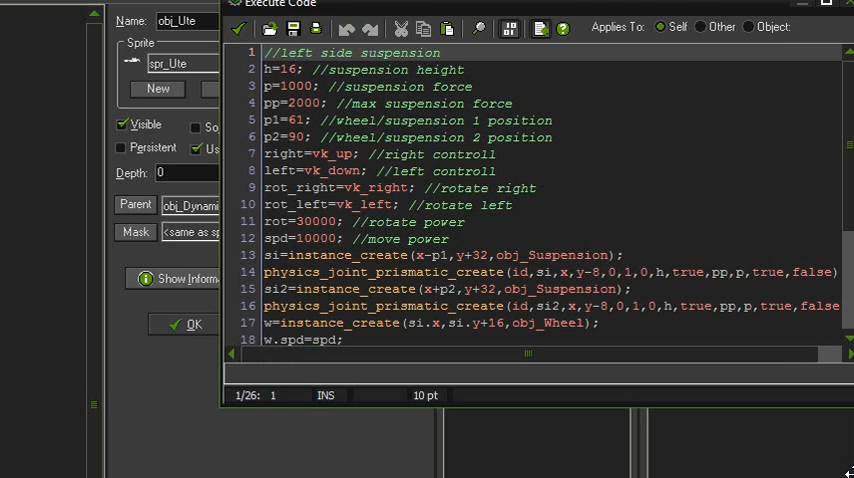 Execute Code
Name: obj_Ute
Sprite
spr_Ute
New
Visible
So
Persistent
Us
Depth: 0
Parent obj_Dynami
Mask <same as sp
Show Inform
OK
Applies To: Self Other Object:
1 //left side suspension
2 h=16; //suspension height
3 p=1000; //suspension force
4 pp=2000; //max suspension force
5 p1=61; //wheel/suspension 1 position
6 p2=90; //wheel/suspension 2 position
7 right=vk_up; //right controll
8 left=vk_down; //left controll
9 rot_right=vk_right; //rotate right
10 rot_left=vk_left; //rotate left
11 rot=30000; //rotate power
12 spd=10000; //move power
13 si=instance_create(x-p1,y+32,obj_Suspension);
14 physics_joint_prismatic_create(id,si,x,y-8,0,1,0,h,true,pp,p,true,false)
15 si2=instance_create(x+p2,y+32,obj_Suspension);
16 physics_joint_prismatic_create(id,si2,x,y-8,0,1,0,h,true,pp,p,true,false
17 w=instance_create(si.x,si.y+16,obj_Wheel);
18 w.spd=spd;
1/26: 1 INS 10 pt